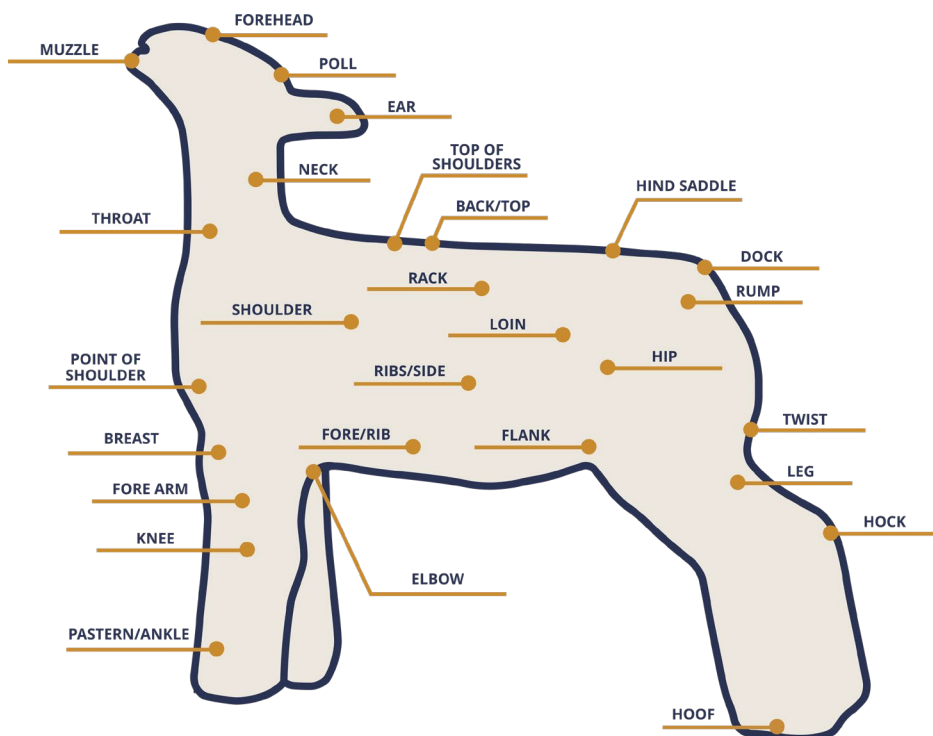 FOREHEAD
MUZZLE
POLL
EAR
TOP OF
SHOULDERS
NECK
HIND SADDLE
BACK/TOP
THROAT
DOCK
RACK
RUMP
SHOULDER
LOIN
HIP
POINT OF
SHOULDER
RIBS/SIDE
TWIST
BREAST
FORE/RIB
FLANK
LEG
FORE ARM
HOCK
KNEE
ELBOW
PASTERN/ANKLE
HOOF